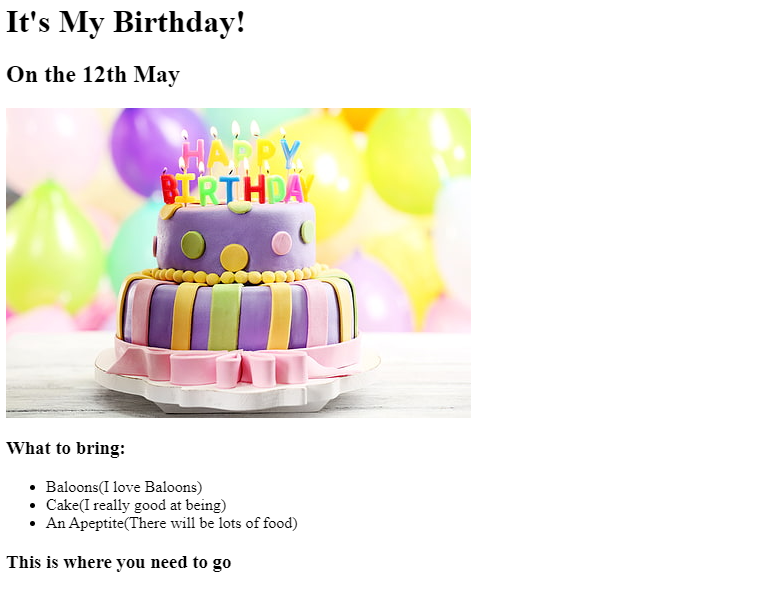 It's My Birthday!
On the 12th May
HAPPY
BIRTHDAY
What to bring:
Baloons(I love Baloons)
Cake(I really good at being)
An Apeptite(There will be lots of food)
This is where you need to go